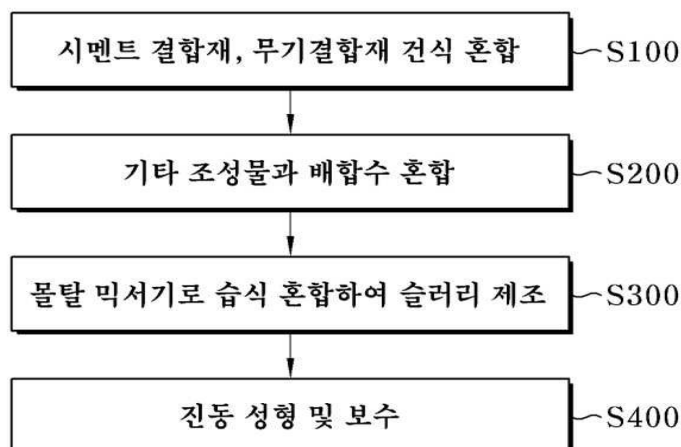 시멘트 결합재, 무기결합재 건식 혼합 S100
기타 조성물과 배합수 혼합 S200
몰탈 믹서기로 습식 혼합하여 슬러리 제조 S300
진동 성형 및 보수 S400